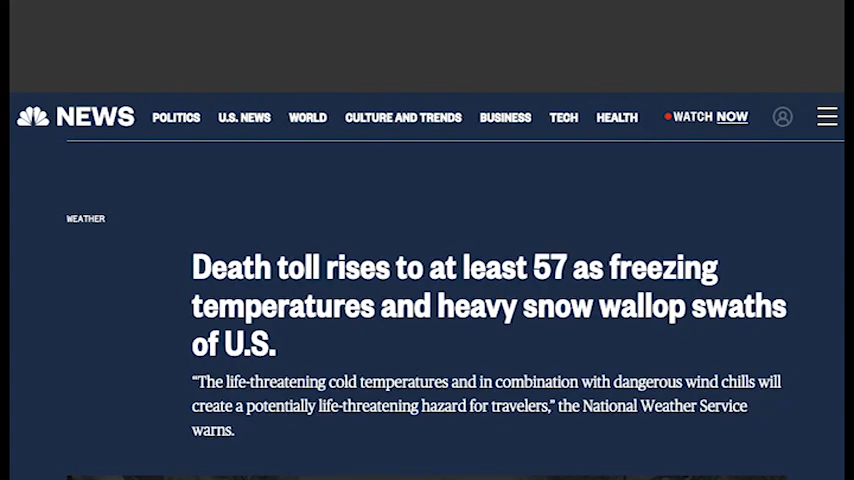 NEWS POLITICS U.S. NEWS WORLD CULTURE AND TRENDS BUSINESS TECH HEALTH WATCH NOW
WEATHER
Death toll rises to at least 57 as freezing
temperatures and heavy snow wallop swaths
of U.S.
“The life-threatening cold temperatures and in combination with dangerous wind chills will
create a potentially life-threatening hazard for travelers,” the National Weather Service
warns.